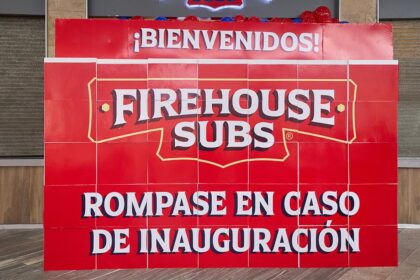 ¡BIENVENIDOS!
FIREHOUSE
SUBS®
ROMPASE EN CASO
DE INAUGURACIÓN